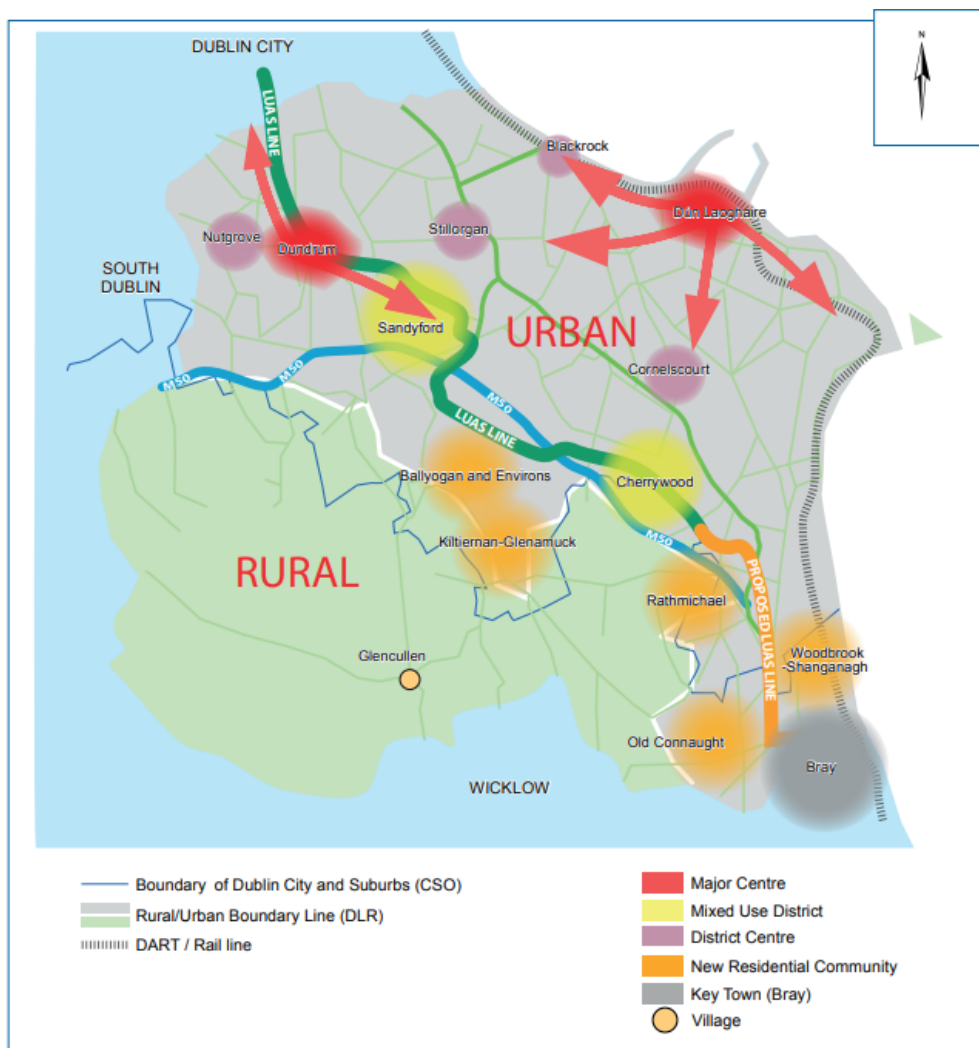 N
DUBLIN CITY
LUAS LINE
Blackrock
Dún Laoghaire
Nutgrove
Stillorgan
Dundrum
SOUTH
DUBLIN
Sandyford
URBAN
M50
M50
Cornelscourt
M50
LUAS LINE
Ballyogan and Environs
Cherrywood
Kiltiernan-Glenamuck
M50
RURAL
Rathmichael
PROPOSED LUAS LINE
Glencullen
Woodbrook
-Shanganagh
Old Connaught
Bray
WICKLOW
Boundary of Dublin City and Suburbs (CSO)
Rural/Urban Boundary Line (DLR)
DART / Rail line
Major Centre
Mixed Use District
District Centre
New Residential Community
Key Town (Bray)
Village